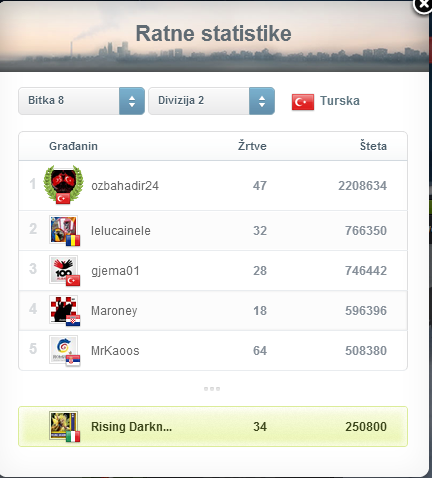 Ratne statistike
Bitka 8 Divizija 2 Turska
Građanin Žrtve Šteta
1 ozbahadir24 47 2208634
2 lelucainele 32 766350
3 gjema01 28 746442
4 Maroney 18 596396
5 MrKaoos 64 508380
Rising Darkn... 34 250800